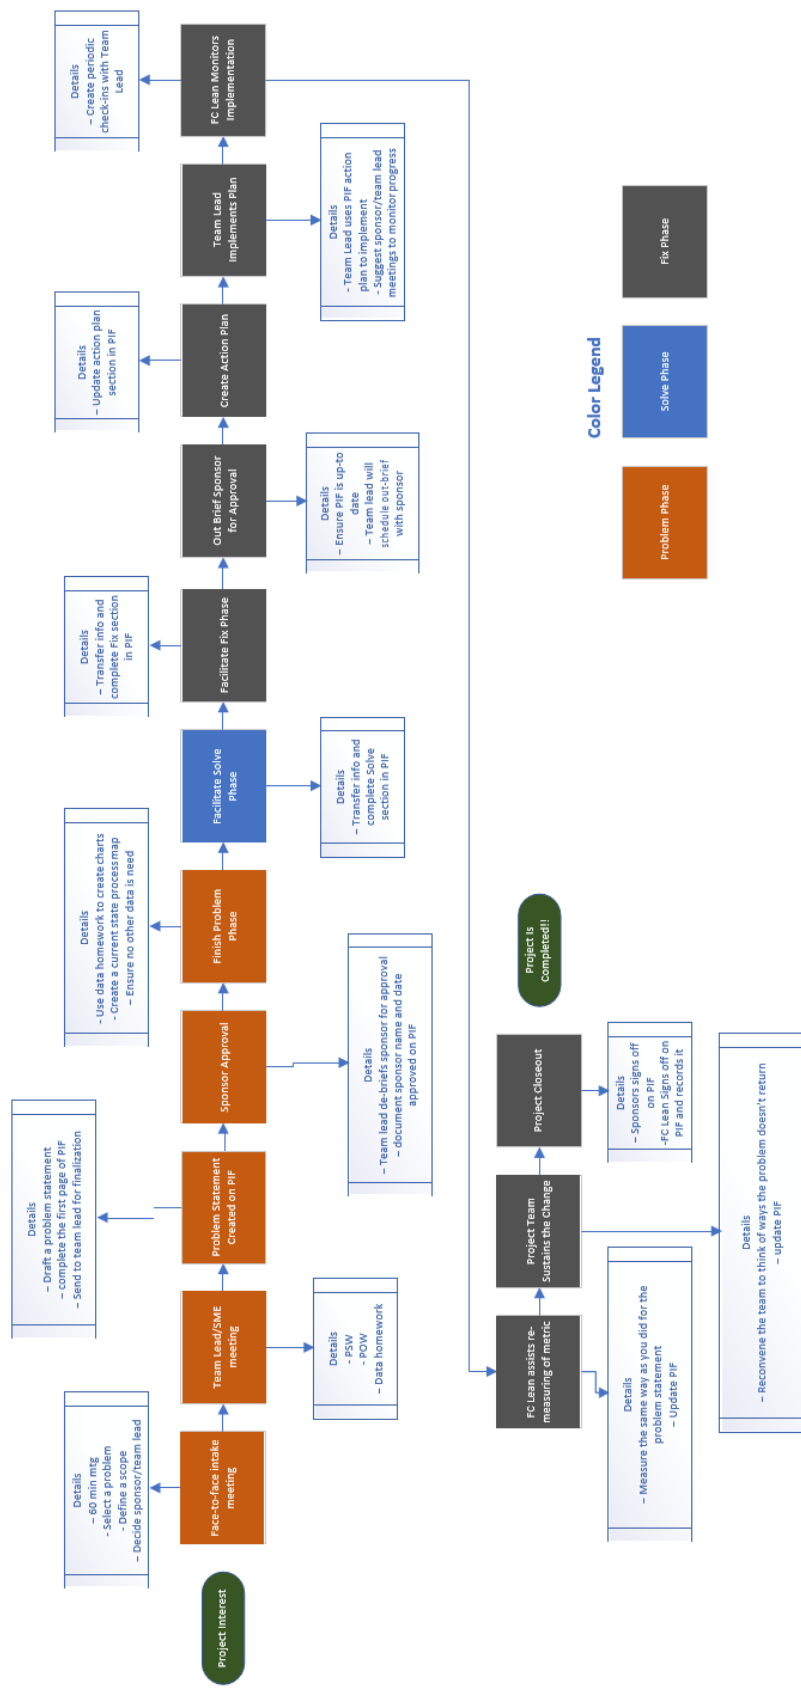 Project Interest
Face-to-face intake
meeting
Details
– 60 min mtg
- Select a problem
- Define a scope
– Decide sponsor/team lead
Team Lead/SME
meeting
Details
- PSW
- POW
– Data homework
Problem Statement
Created on PIF
Details
– Draft a problem statement
– complete the first page of PIF
– Send to team lead for finalization
Sponsor Approval
Details
– Team lead de-briefs sponsor for approval
– document sponsor name and date
approved on PIF
Finish Problem
Phase
Details
- Use data homework to create charts
- Create a current state process map
– Ensure no other data is need
Facilitate Solve
Phase
Details
– Transfer info and
complete Solve
section in PIF
Facilitate Fix Phase
Details
– Transfer info and
complete Fix section
in PIF
Out Brief Sponsor
for Approval
Details
– Ensure PIF is up-to
date
– Team lead will
schedule out-brief
with sponsor
Create Action Plan
Details
– Update action plan
section in PIF
Team Lead
Implements Plan
Details
- Team Lead uses PIF action
plan to implement
- Suggest sponsor/team lead
meetings to monitor progress
FC Lean Monitors
Implementation
Details
– Create periodic
check-ins with Team
Lead
FC Lean assists re-
measuring of metric
Details
– Measure the same way as you did for the
problem statement
– Update PIF
Project Team
Sustains the Change
Details
– Reconvene the team to think of ways the problem doesn't return
– update PIF
Project Closeout
Details
– Sponsors signs off
on PIF
-FC Lean Signs off on
PIF and records it
Project Is
Completed!!
Color Legend
Problem Phase
Solve Phase
Fix Phase